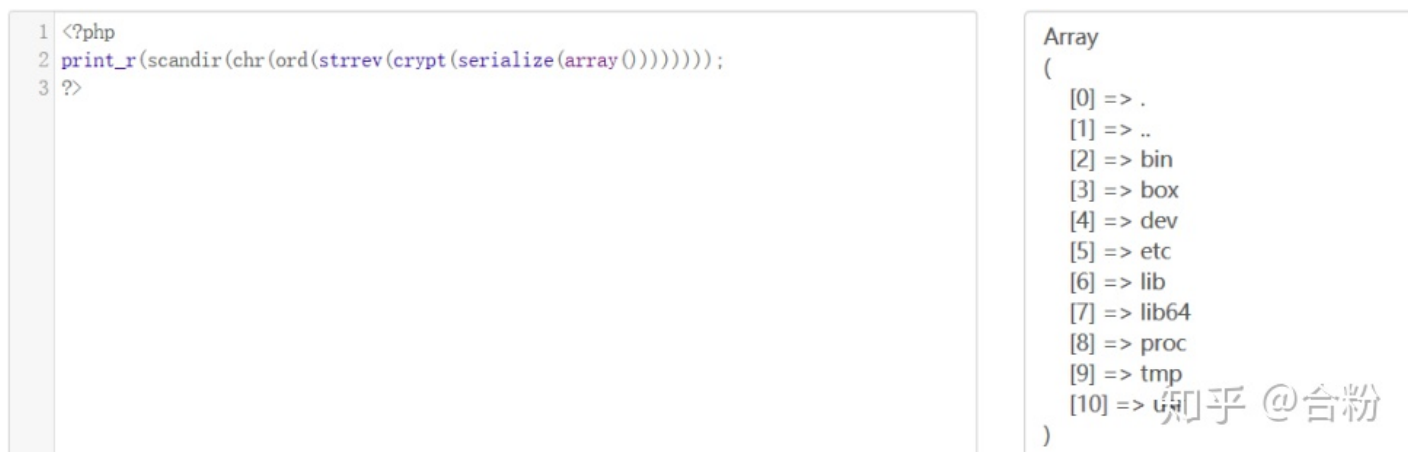 1 <?php
2 print_r(scandir(chr(ord(strrev(crypt(serialize(array()))))))));
3 ?>
Array
(
[0] => .
[1] => ..
[2] => bin
[3] => box
[4] => dev
[5] => etc
[6] => lib
[7] => lib64
[8] => proc
[9] => tmp
[10] =>
知乎 @合粉
)